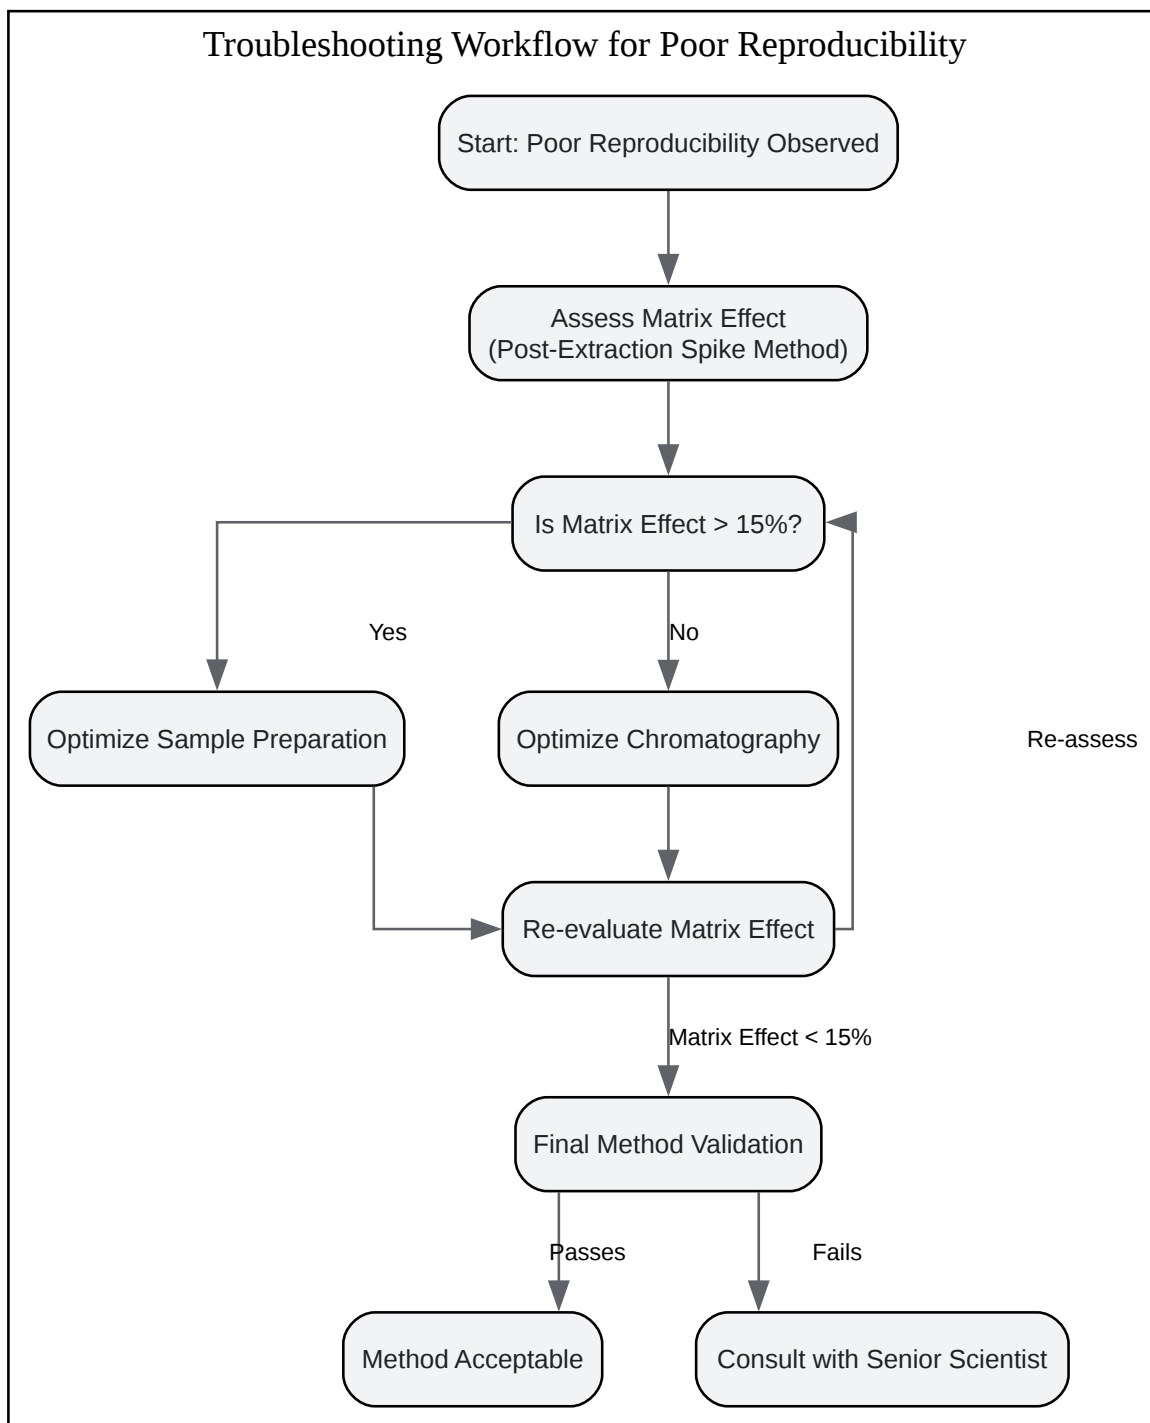 Troubleshooting Workflow for Poor Reproducibility
Start: Poor Reproducibility Observed
Assess Matrix Effect
(Post-Extraction Spike Method)
Is Matrix Effect > 15%?
Yes
No
Optimize Sample Preparation
Optimize Chromatography
Re-assess
Re-evaluate Matrix Effect
Matrix Effect < 15%
Final Method Validation
Passes
Fails
Method Acceptable
Consult with Senior Scientist